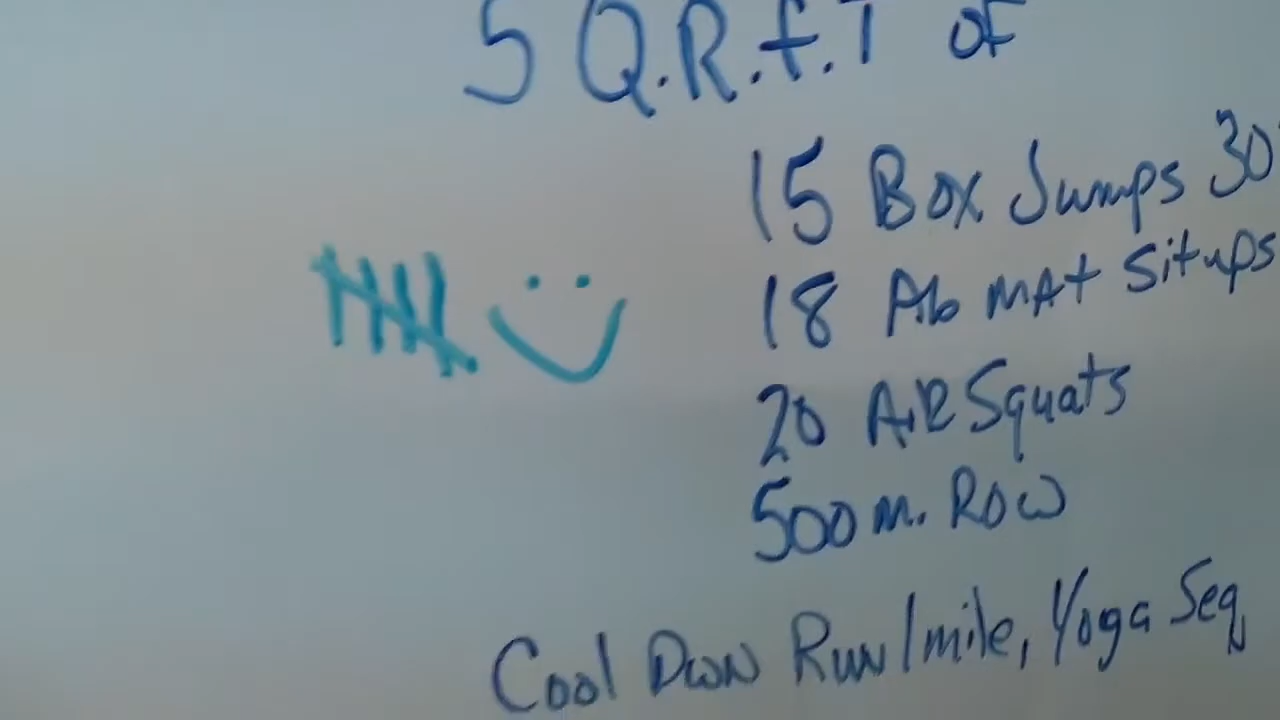 5 Q.R.f.T of
15 Box Jumps 30"
18 Ab MAt Situps
20 AiR Squats
500 m. Row
Cool Dwn Run 1mile, Yoga Seq